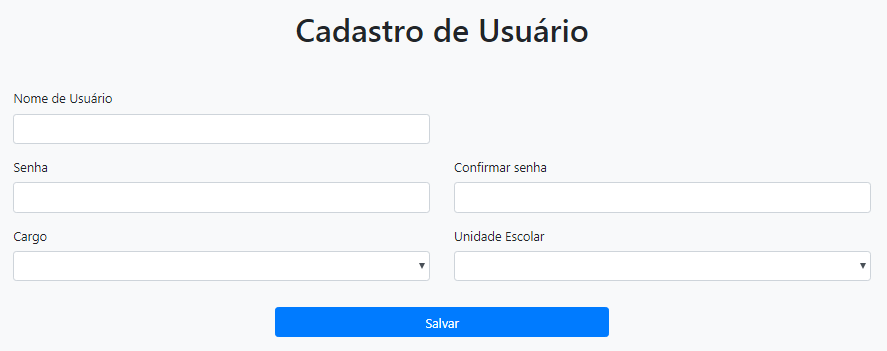 Cadastro de Usuário
Nome de Usuário
Senha
Confirmar senha
Cargo
Unidade Escolar
Salvar